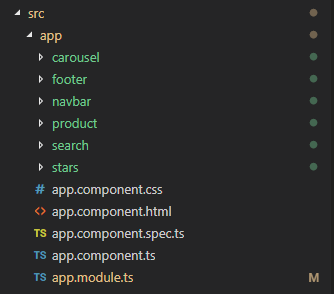 src
app
carousel
footer
navbar
product
search
stars
# app.component.css
<> app.component.html
TS app.component.spec.ts
TS app.component.ts
TS app.module.ts M